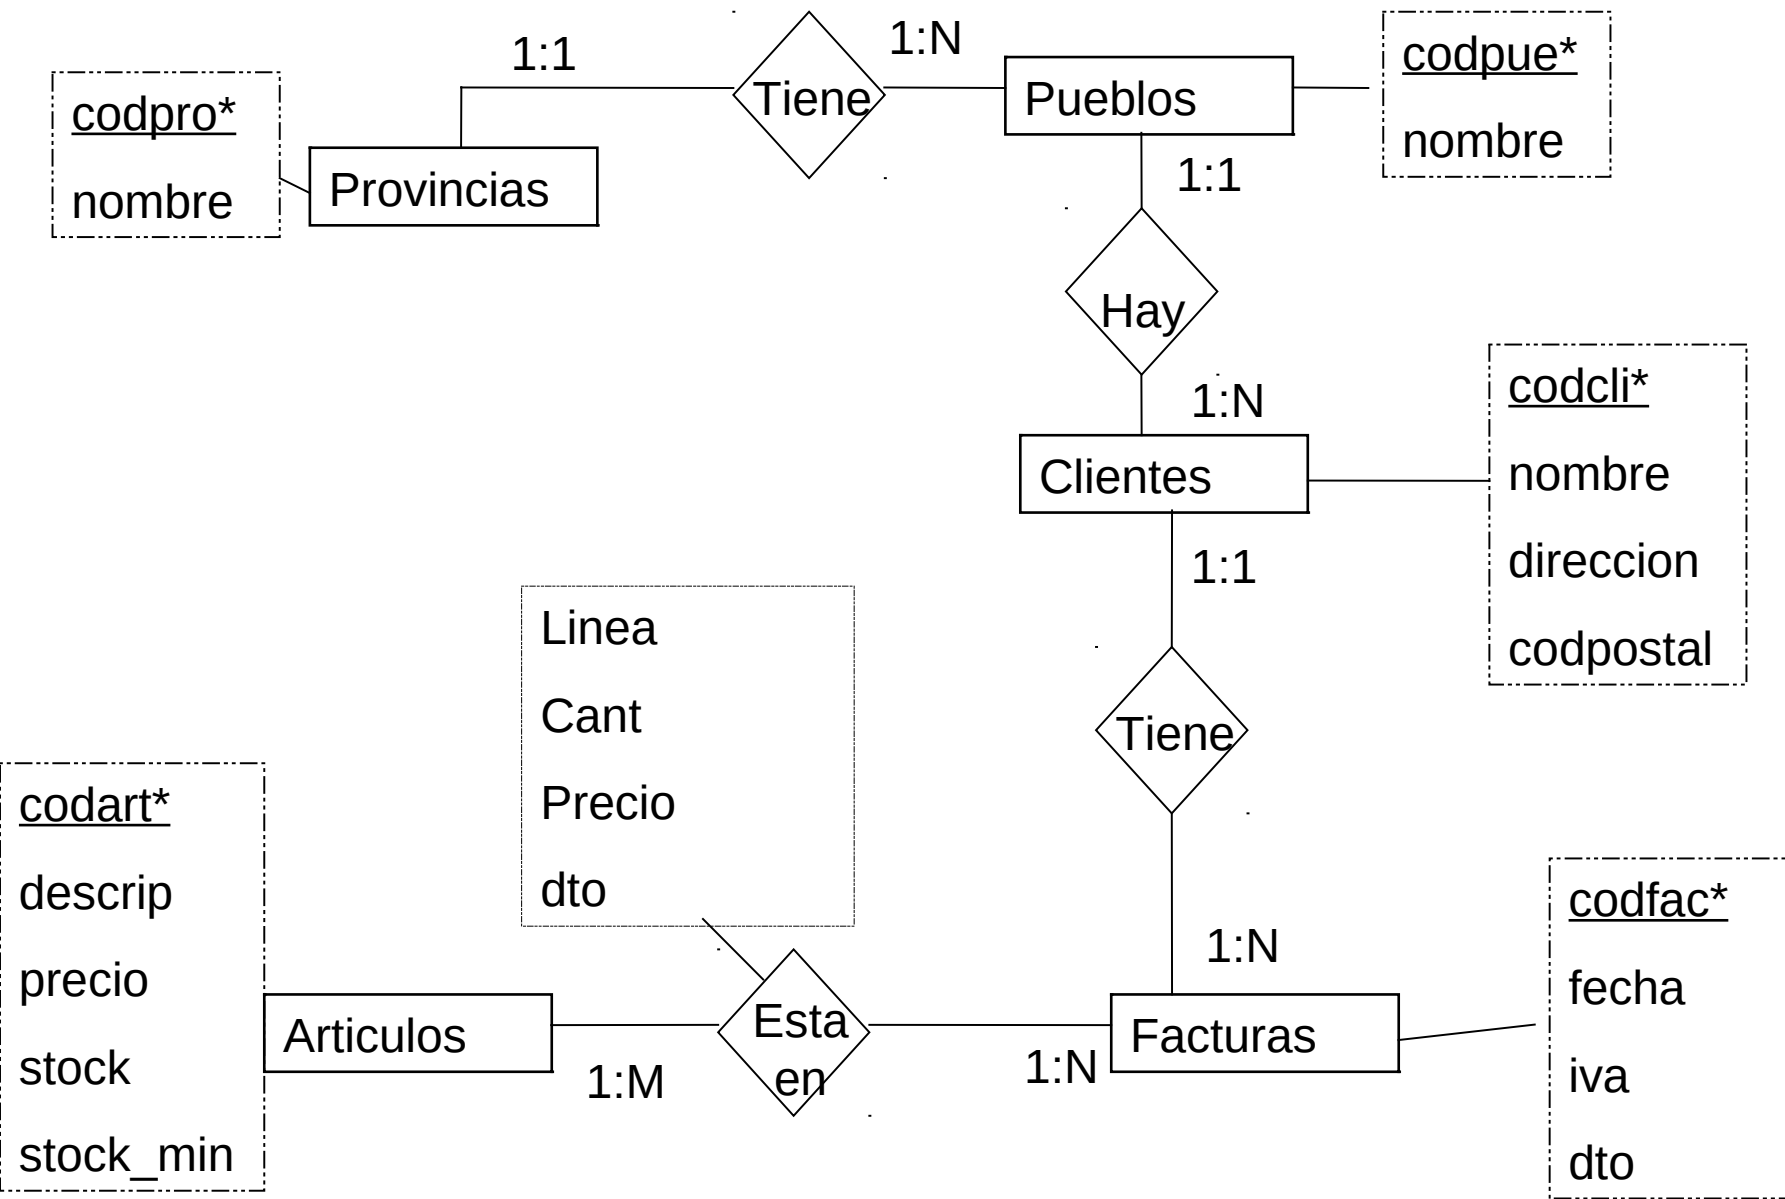 1:1
Tiene
1:N
Pueblos
codpue*
nombre
codpro*
nombre
Provincias
1:1
Hay
1:N
Clientes
codcli*
nombre
direccion
codpostal
1:1
Tiene
1:N
Linea
Cant
Precio
dto
codart*
descrip
precio
stock
stock_min
Articulos
1:M
Esta
en
1:N
Facturas
codfac*
fecha
iva
dto